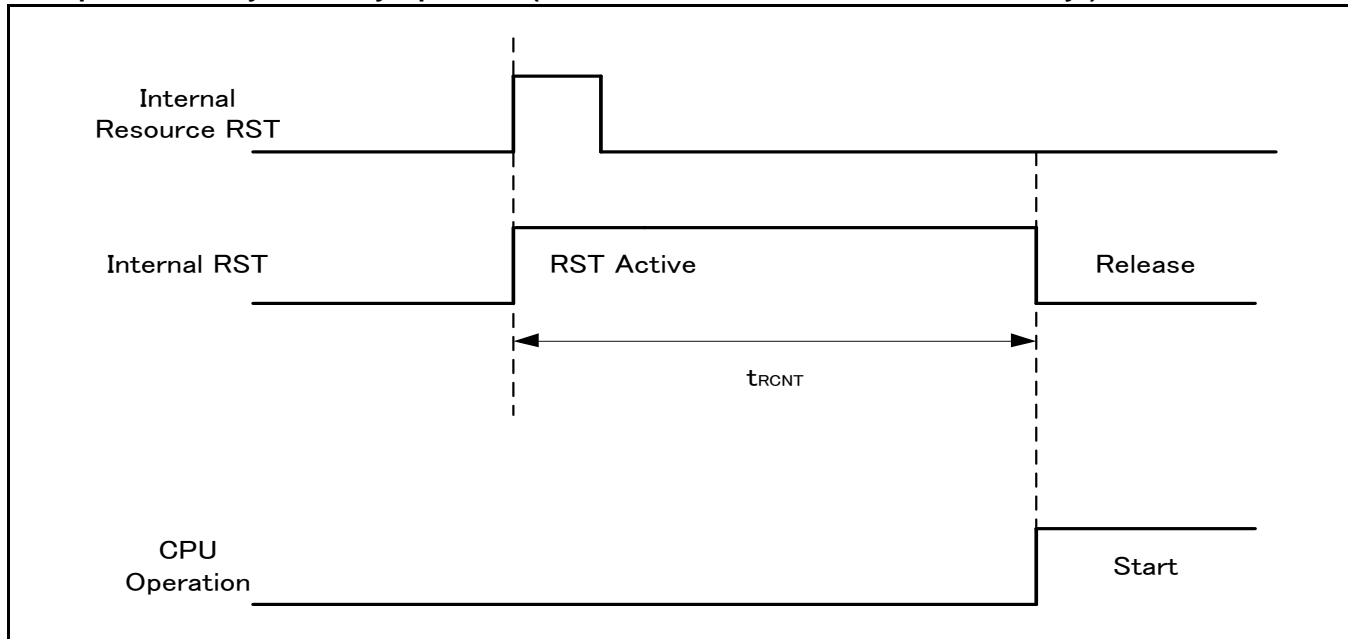 Internal
Resource RST
Internal RST
RST Active
Release
tRCNT
CPU
Operation
Start